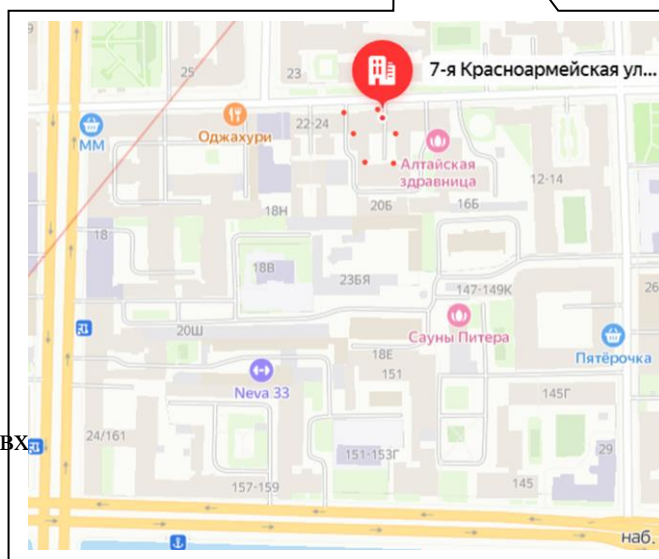 29
25
23
7-я Красноармейская ул...
ММ
Оджахури
22-24
Алтайская
здравница
12-14
18Н
20Б
16Б
18
18В
23БЯ
147-149К
26
20Ш
Сауны Питера
18Е
Пятёрочка
151
Neva 33
145Г
24/161
вх
151-153Г
29
157-159
145
наб.